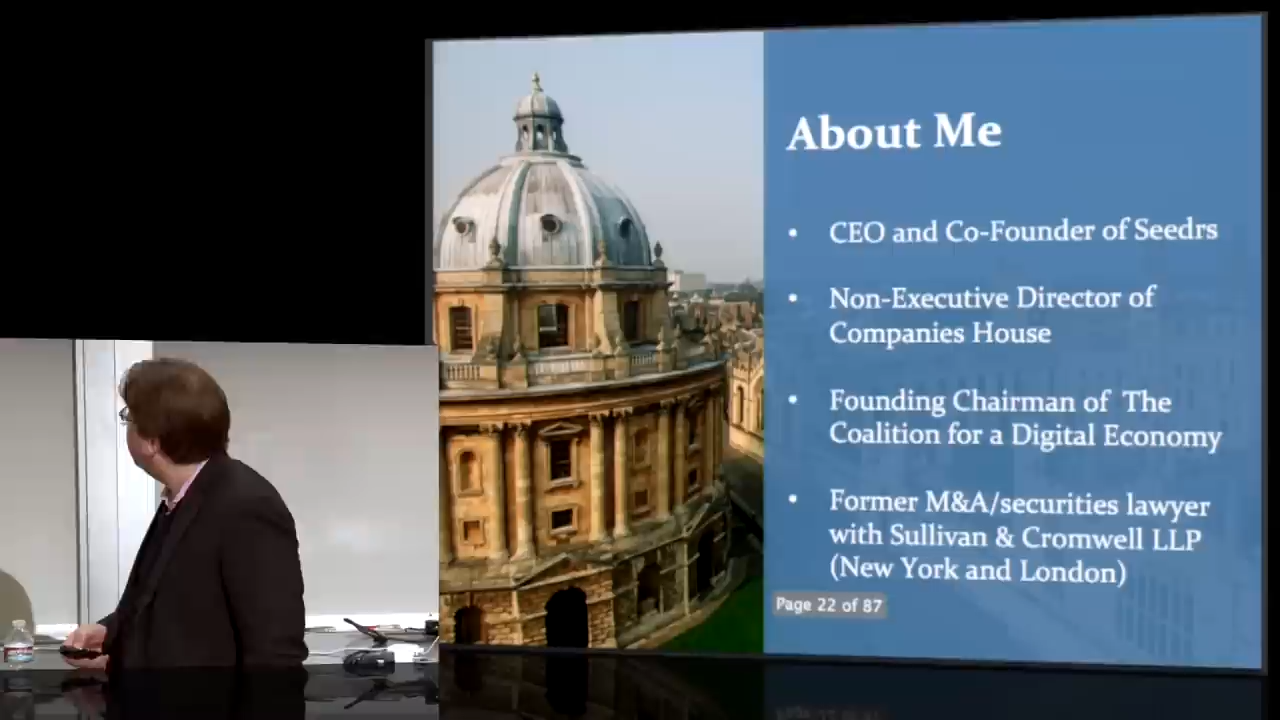 About Me
• CEO and Co-Founder of Seedrs
• Non-Executive Director of
Companies House
• Founding Chairman of The
Coalition for a Digital Economy
• Former M&A/securities lawyer
with Sullivan & Cromwell LLP
(New York and London)
Page 22 of 87